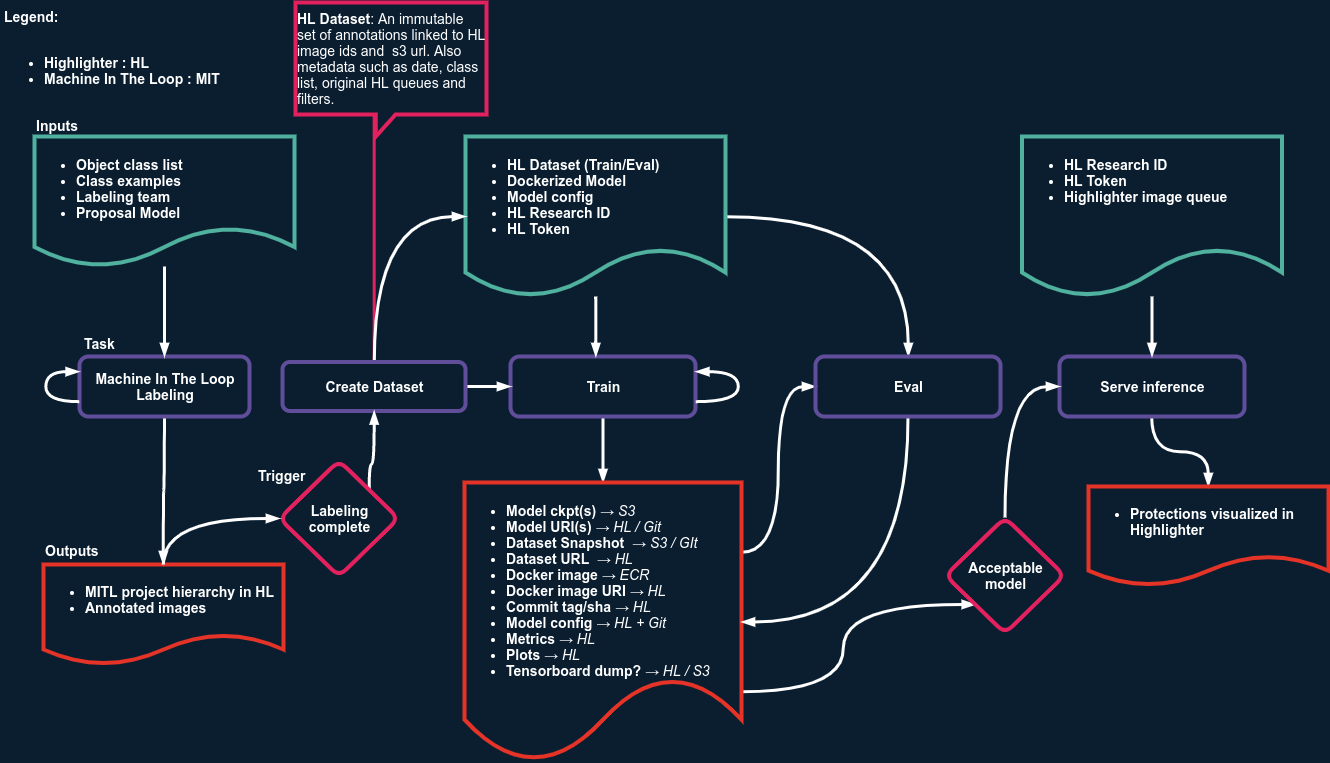 Legend:
Highlighter : HL
Machine In The Loop : MIT
HL Dataset: An immutable
set of annotations linked to HL
image ids and s3 url. Also
metadata such as date, class
list, original HL queues and
filters.
Inputs
Object class list
Class examples
Labeling team
Proposal Model
HL Dataset (Train/Eval)
Dockerized Model
Model config
HL Research ID
HL Token
HL Research ID
HL Token
Highlighter image queue
Task
Machine In The Loop
Labeling
Create Dataset
Train
Eval
Serve inference
Trigger
Labeling
complete
Outputs
MITL project hierarchy in HL
Annotated images
Model ckpt(s) → S3
Model URI(s) → HL / Git
Dataset Snapshot → S3 / GIt
Dataset URL → HL
Docker image → ECR
Docker image URI → HL
Commit tag/sha → HL
Model config → HL + Git
Metrics → HL
Plots → HL
Tensorboard dump? → HL / S3
Acceptable
model
Protections visualized in
Highlighter